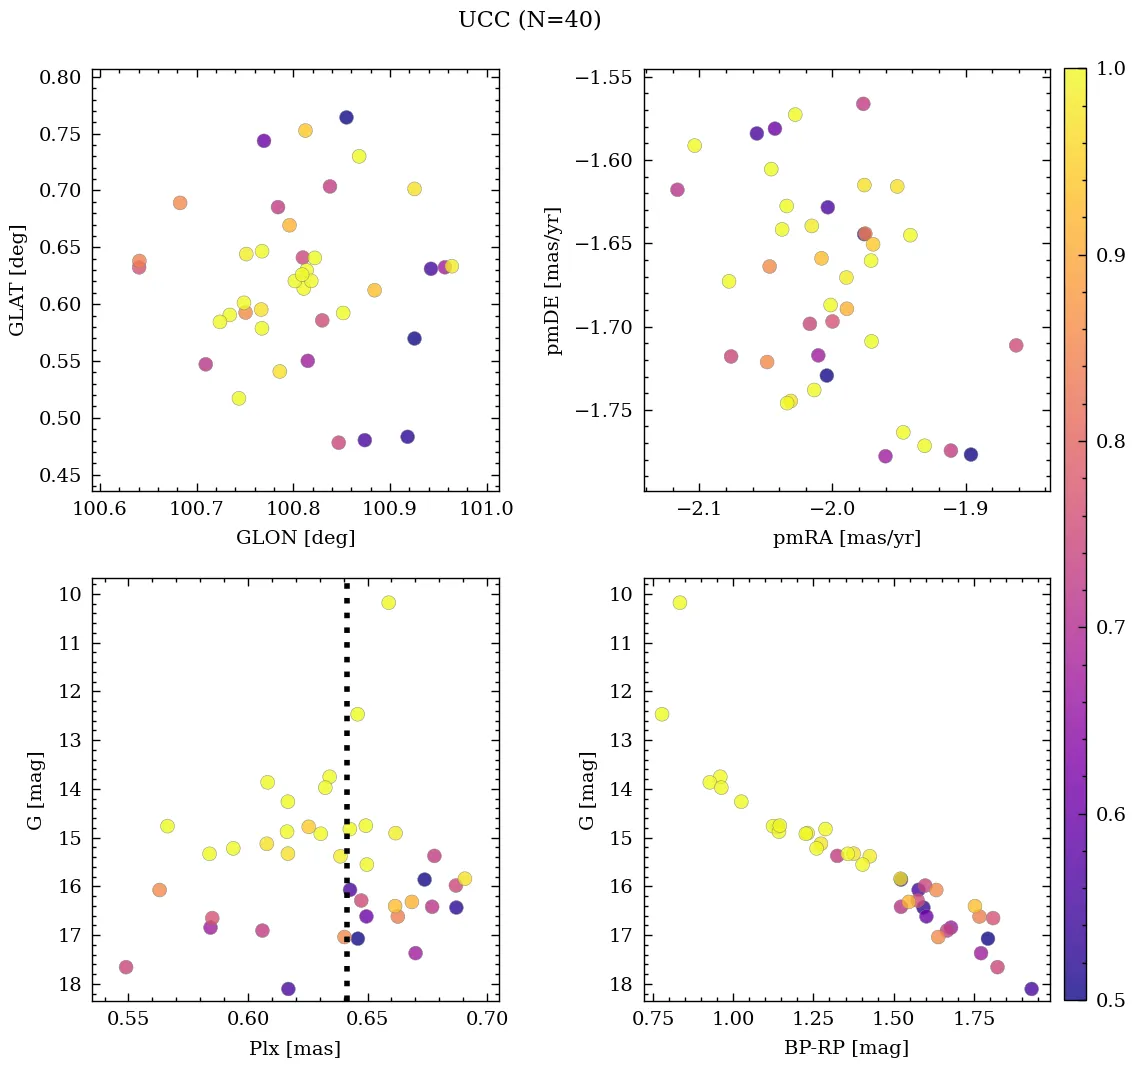 UCC (N=40)
0.80
0.75
0.70
0.65
0.60
0.55
0.50
0.45
GLAT [deg]
100.6 100.7 100.8 100.9 101.0
GLON [deg]
−1.55
−1.60
−1.65
−1.70
−1.75
pmDE [mas/yr]
−2.1 −2.0 −1.9
pmRA [mas/yr]
10
11
12
13
14
15
16
17
18
G [mag]
0.55 0.60 0.65 0.70
Plx [mas]
10
11
12
13
14
15
16
17
18
G [mag]
0.75 1.00 1.25 1.50 1.75
BP-RP [mag]
1.0
0.9
0.8
0.7
0.6
0.5